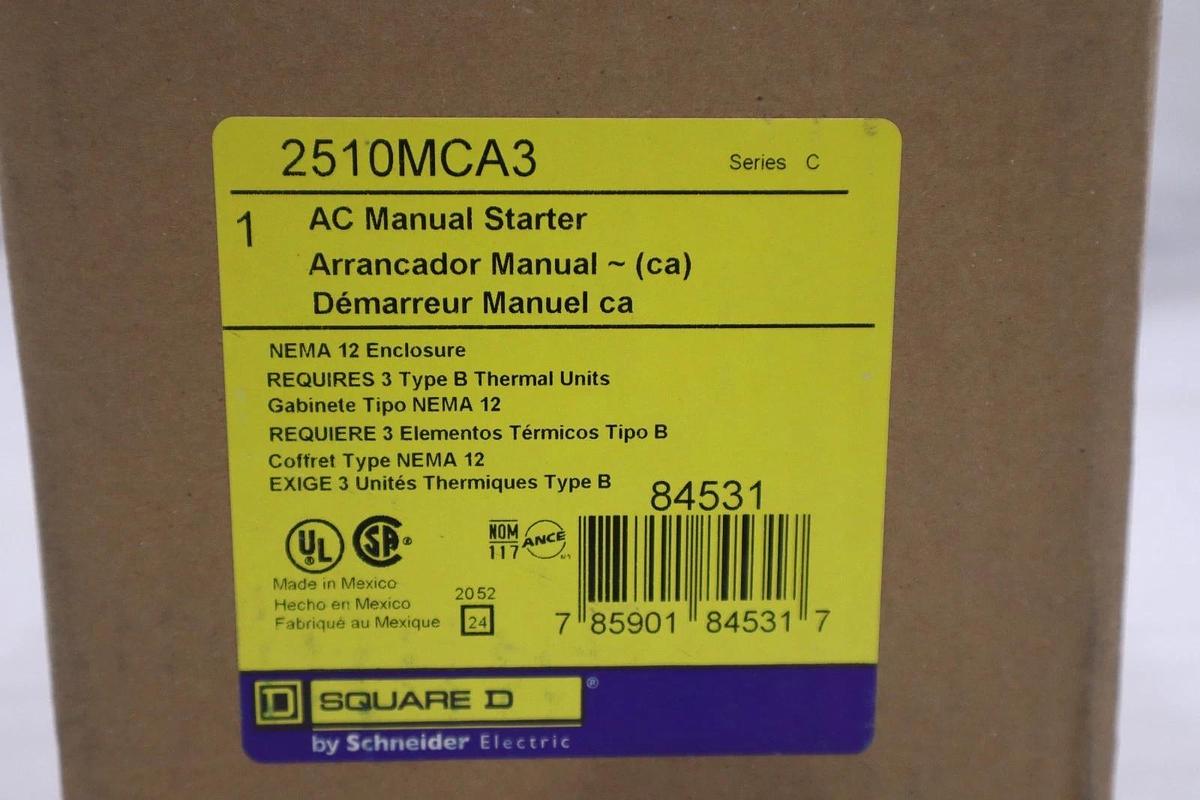 2510MCA3 Series C
1 AC Manual Starter
Arrancador Manual ~ (ca)
Démarreur Manuel ca
NEMA 12 Enclosure
REQUIRES 3 Type B Thermal Units
Gabinete Tipo NEMA 12
REQUIERE 3 Elementos Térmicos Tipo B
Coffret Type NEMA 12
EXIGE 3 Unités Thermiques Type B
84531
UL ® SA ® NOM ANCE
117
Made in Mexico
Hecho en Mexico
Fabriqué au Mexique
2052
24
7 85901 84531 7
D SQUARE D ®
by Schneider Electric